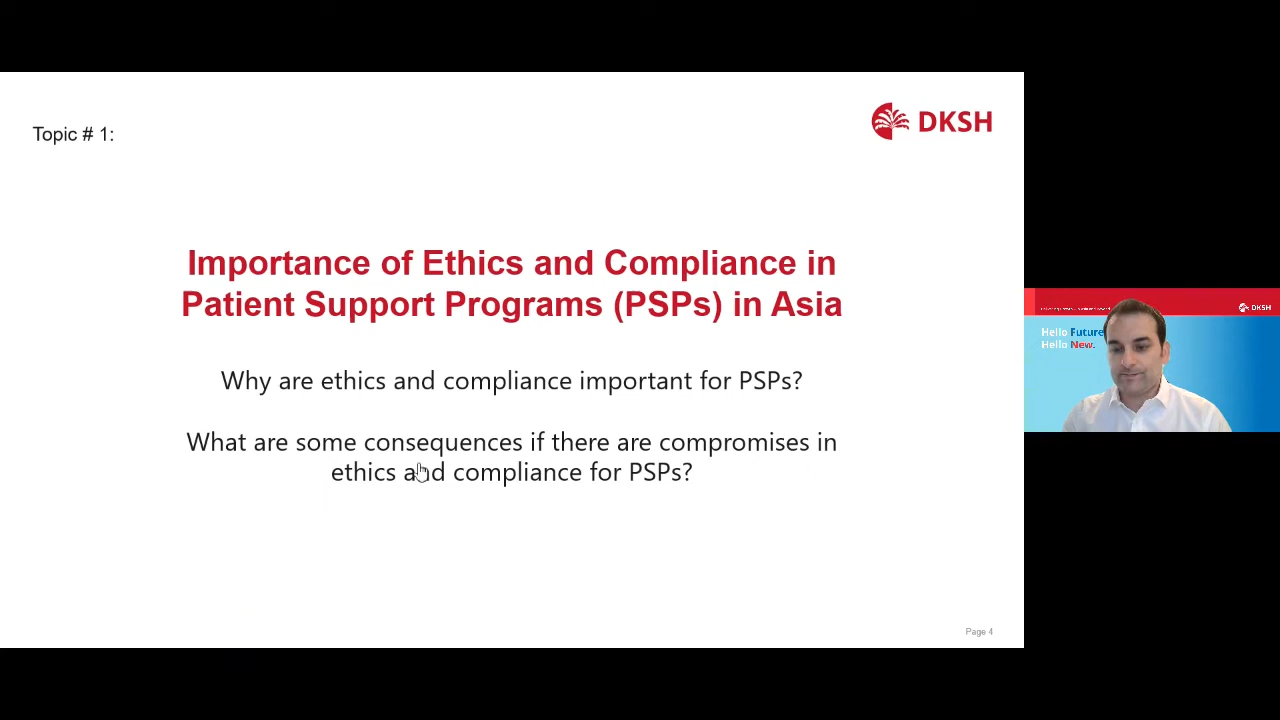 Topic # 1:
DKSH
Importance of Ethics and Compliance in
Patient Support Programs (PSPs) in Asia
Why are ethics and compliance important for PSPs?
What are some consequences if there are compromises in
ethics and compliance for PSPs?
Page 4
DKSH
Hello Future.
Hello New.